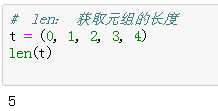 # len: 获取元组的长度
t = (0, 1, 2, 3, 4)
len(t)
5